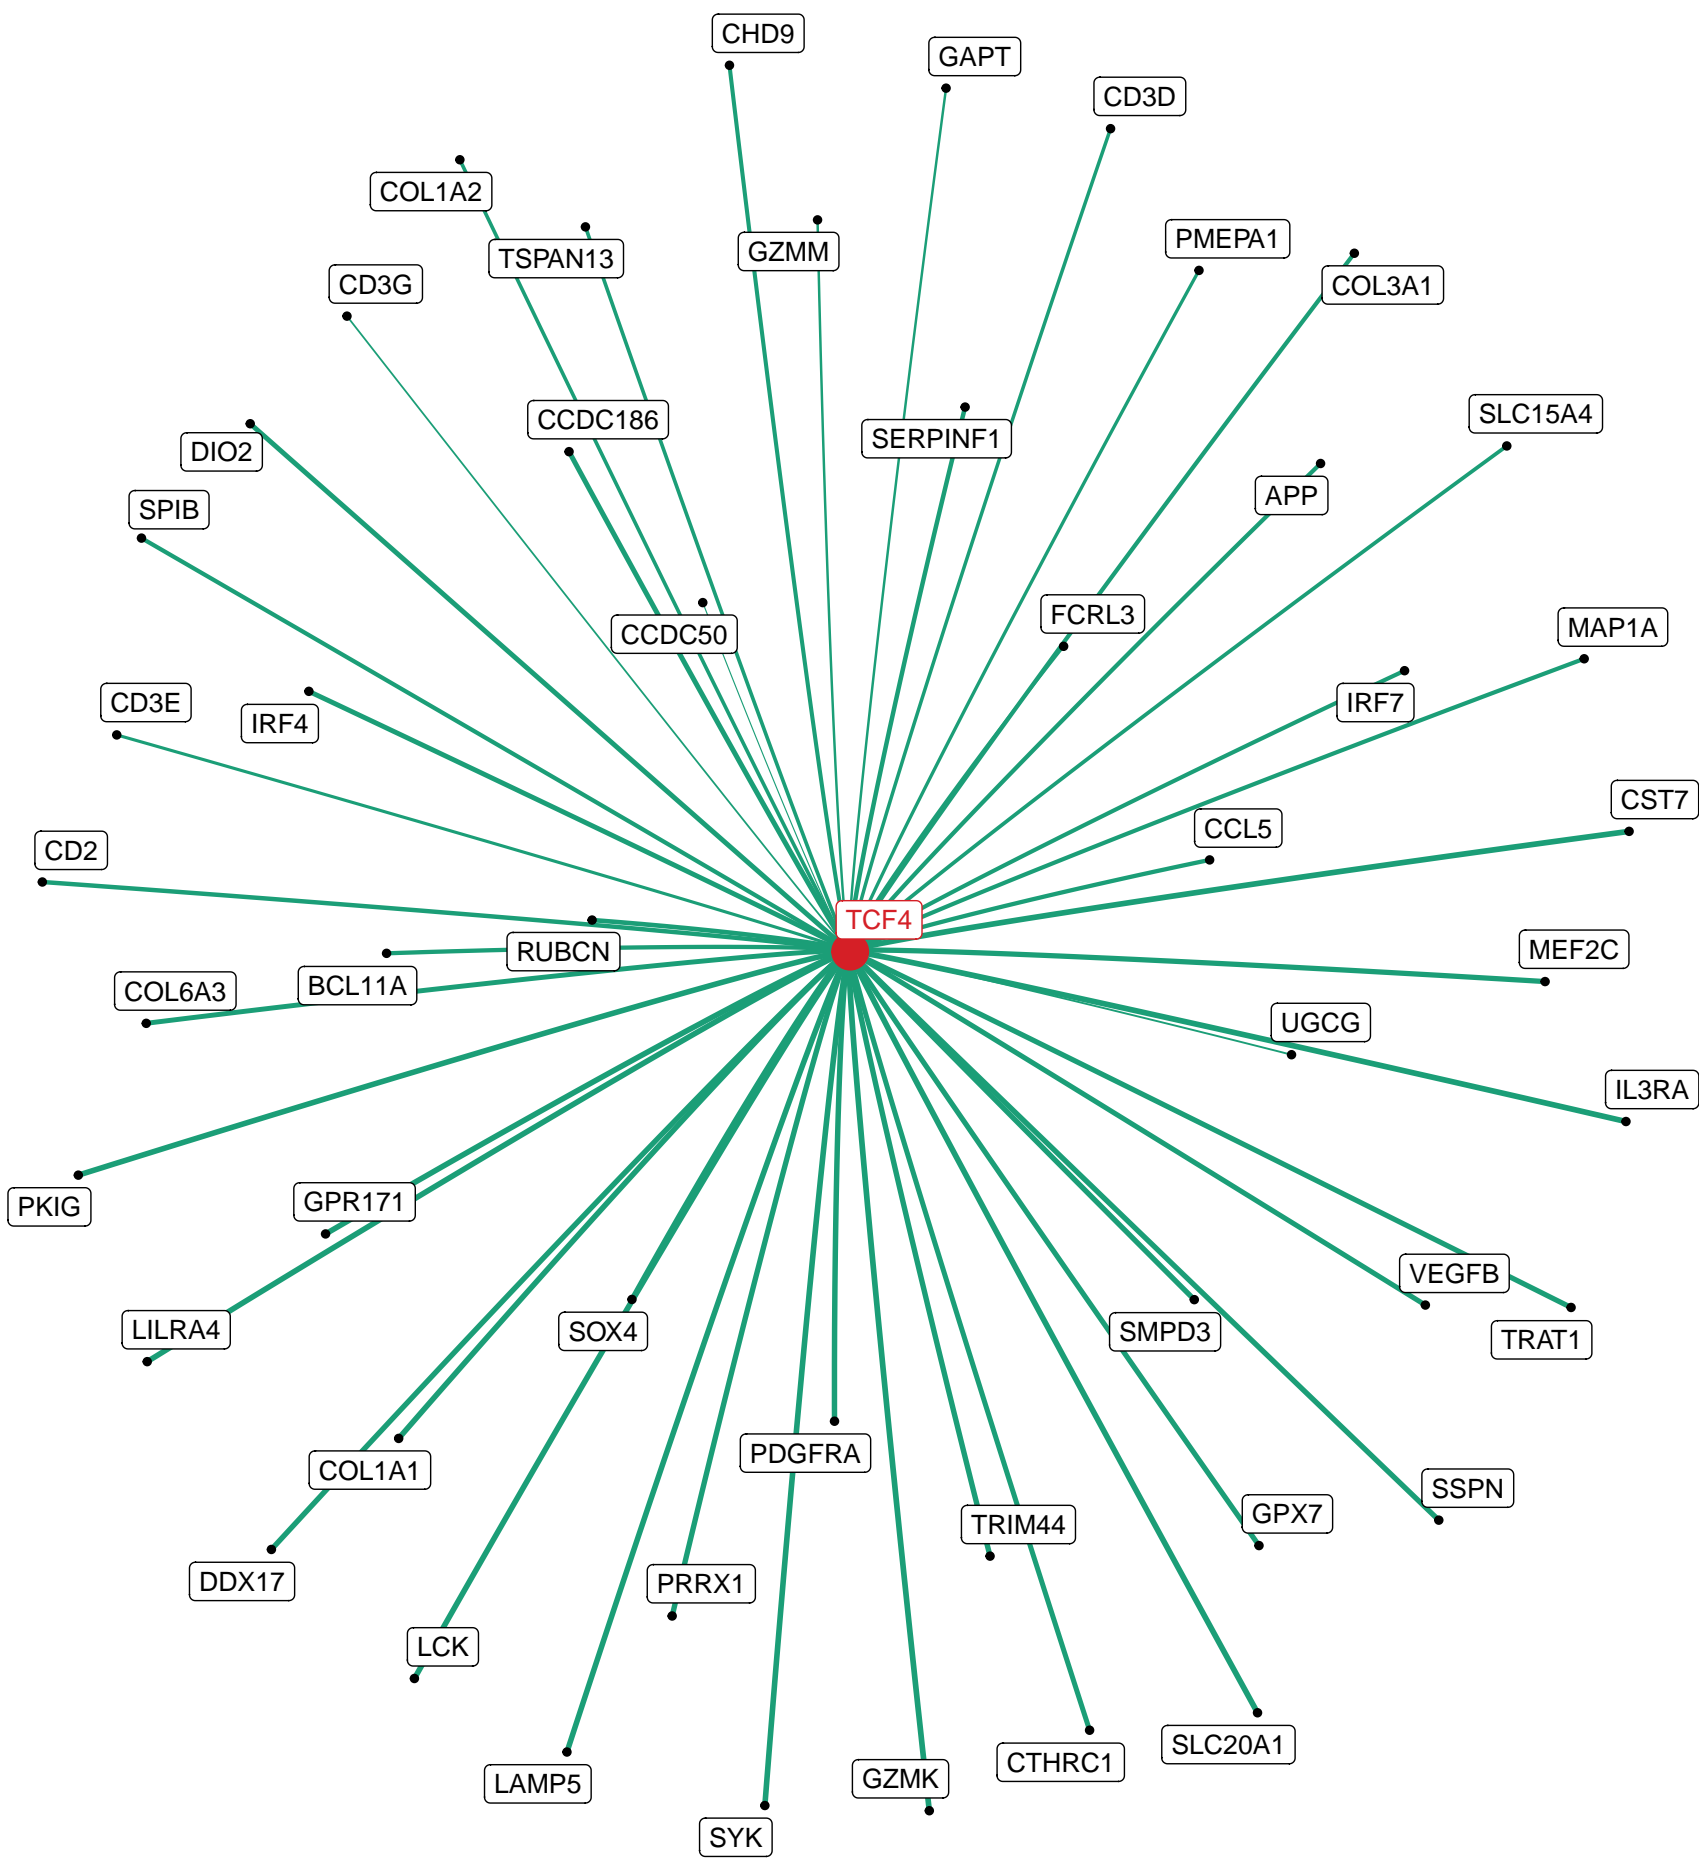 CHD9
GAPT
CD3D
COL1A2
TSPAN13
GZMM
PMEPA1
COL3A1
CD3G
CCDC186
SERPINF1
SLC15A4
DIO2
APP
SPIB
CCDC50
FCRL3
MAP1A
CD3E
IRF4
IRF7
CST7
CCL5
CD2
TCF4
RUBCN
MEF2C
BCL11A
COL6A3
UGCG
IL3RA
GPR171
PKIG
VEGFB
LILRA4
SOX4
SMPD3
TRAT1
PDGFRA
COL1A1
SSPN
GPX7
TRIM44
DDX17
PRRX1
LCK
SLC20A1
CTHRC1
GZMK
LAMP5
SYK